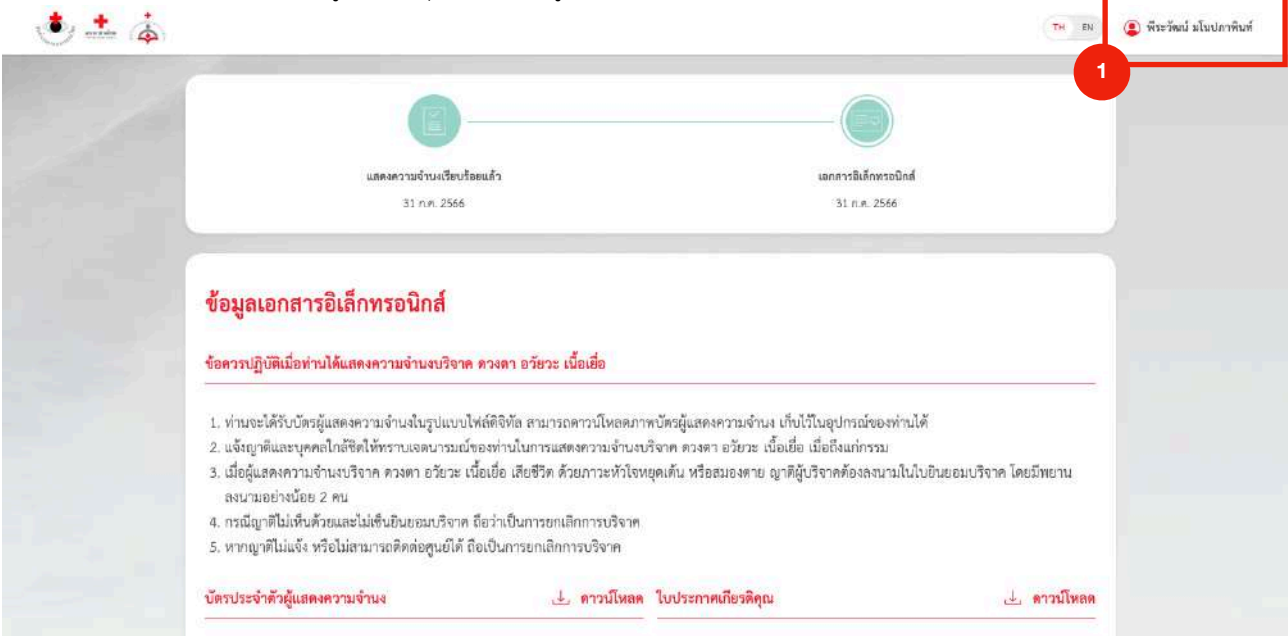 TH EN
พีระวัฒน์ มโนปภาพินท์
1
แสดงความจำนงเรียบร้อยแล้ว
เอกสารอิเล็กทรอนิกส์
31 ก.ค. 2566
31 ก.ค. 2566
ข้อมูลเอกสารอิเล็กทรอนิกส์
ข้อควรปฏิบัติเมื่อท่านได้แสดงความจำนงบริจาค ดวงตา อวัยวะ เนื้อเยื่อ
1. ท่านจะได้รับบัตรผู้แสดงความจำนงในรูปแบบไฟล์ดิจิทัล สามารถดาวน์โหลดภาพบัตรผู้แสดงความจำนง เก็บไว้ในอุปกรณ์ของท่านได้
2. แจ้งญาติและบุคคลใกล้ชิดให้ทราบเจตนารมณ์ของท่านในการแสดงความจำนงบริจาค ดวงตา อวัยวะ เนื้อเยื่อ เมื่อถึงแก่กรรม
3. เมื่อผู้แสดงความจำนงบริจาค ดวงตา อวัยวะ เนื้อเยื่อ เสียชีวิต ด้วยภาวะหัวใจหยุดเต้น หรือสมองตาย ญาติผู้บริจาคต้องลงนามในใบยินยอมบริจาค โดยมีพยาน
ลงนามอย่างน้อย 2 คน
4. กรณีญาติไม่เห็นด้วยและไม่เซ็นยินยอมบริจาค ถือว่าเป็นการยกเลิกการบริจาค
5. หากญาติไม่แจ้ง หรือไม่สามารถติดต่อศูนย์ได้ ถือเป็นการยกเลิกการบริจาค
บัตรประจำตัวผู้แสดงความจำนง ดาวน์โหลด ใบประกาศเกียรติคุณ ดาวน์โหลด